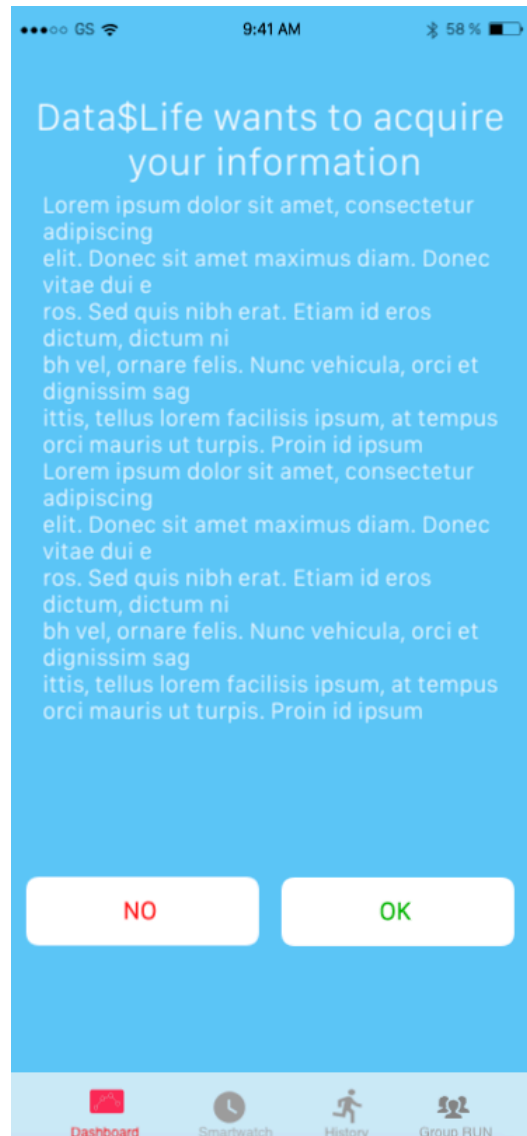 GS 9:41 AM 58 %
Data$Life wants to acquire
your information
Lorem ipsum dolor sit amet, consectetur
adipiscing
elit. Donec sit amet maximus diam. Donec
vitae dui e
ros. Sed quis nibh erat. Etiam id eros
dictum, dictum ni
bh vel, ornare felis. Nunc vehicula, orci et
dignissim sag
ittis, tellus lorem facilisis ipsum, at tempus
orci mauris ut turpis. Proin id ipsum
Lorem ipsum dolor sit amet, consectetur
adipiscing
elit. Donec sit amet maximus diam. Donec
vitae dui e
ros. Sed quis nibh erat. Etiam id eros
dictum, dictum ni
bh vel, ornare felis. Nunc vehicula, orci et
dignissim sag
ittis, tellus lorem facilisis ipsum, at tempus
orci mauris ut turpis. Proin id ipsum
NO OK
Dashboard Smartwatch History Group RUN